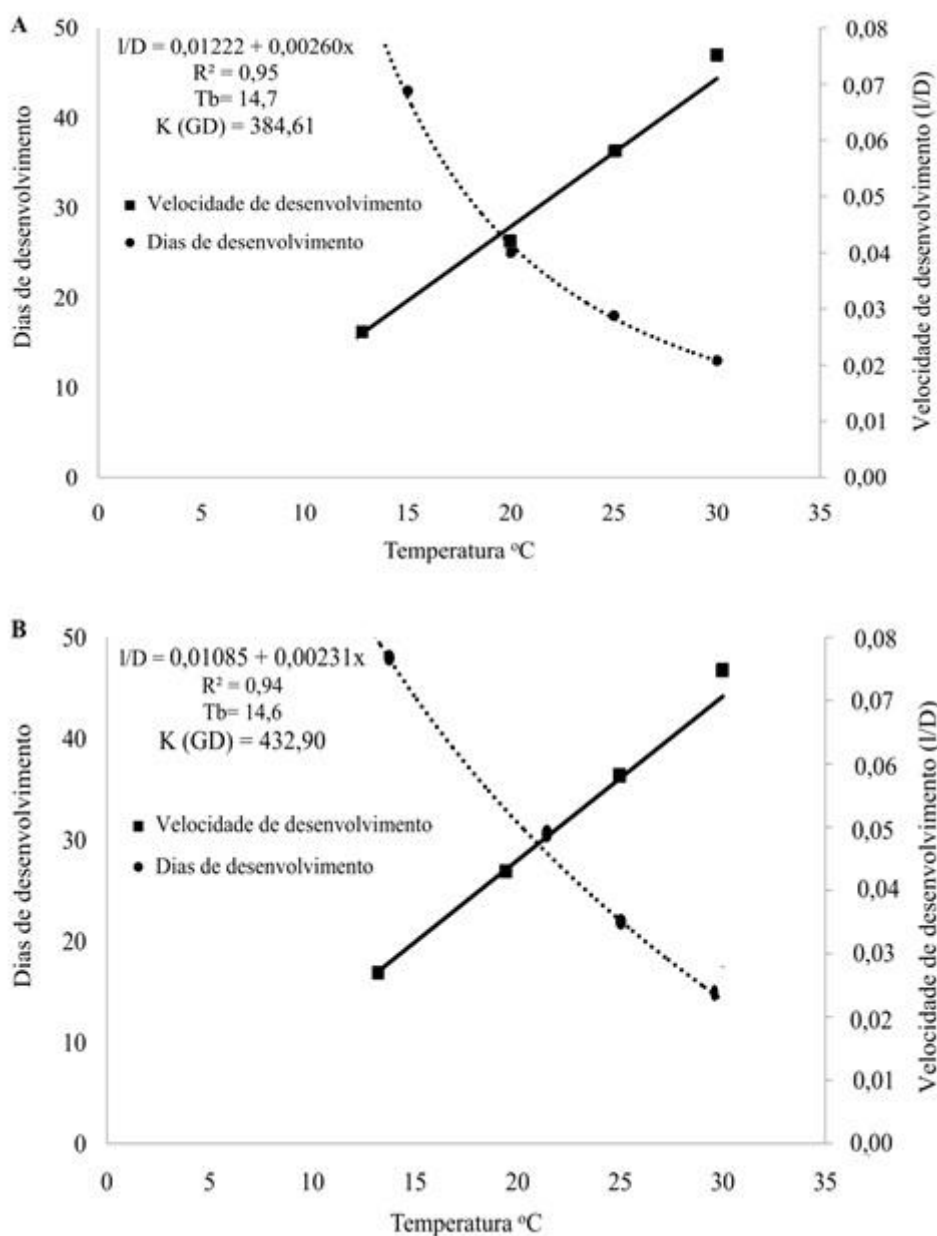 A
l/D = 0,01222 + 0,00260x
R² = 0,95
Tb= 14,7
K (GD) = 384,61
Velocidade de desenvolvimento
Dias de desenvolvimento
Dias de desenvolvimento
50
40
30
20
10
0
0,08
0,07
0,06
0,05
0,04
0,03
0,02
0,01
0,00
Velocidade de desenvolvimento (l/D)
0 5 10 15 20 25 30 35
Temperatura ºC
B
l/D = 0,01085 + 0,00231x
R² = 0,94
Tb= 14,6
K (GD) = 432,90
Velocidade de desenvolvimento
Dias de desenvolvimento
Dias de desenvolvimento
50
40
30
20
10
0
0,08
0,07
0,06
0,05
0,04
0,03
0,02
0,01
0,00
Velocidade de desenvolvimento (l/D)
0 5 10 15 20 25 30 35
Temperatura ºC